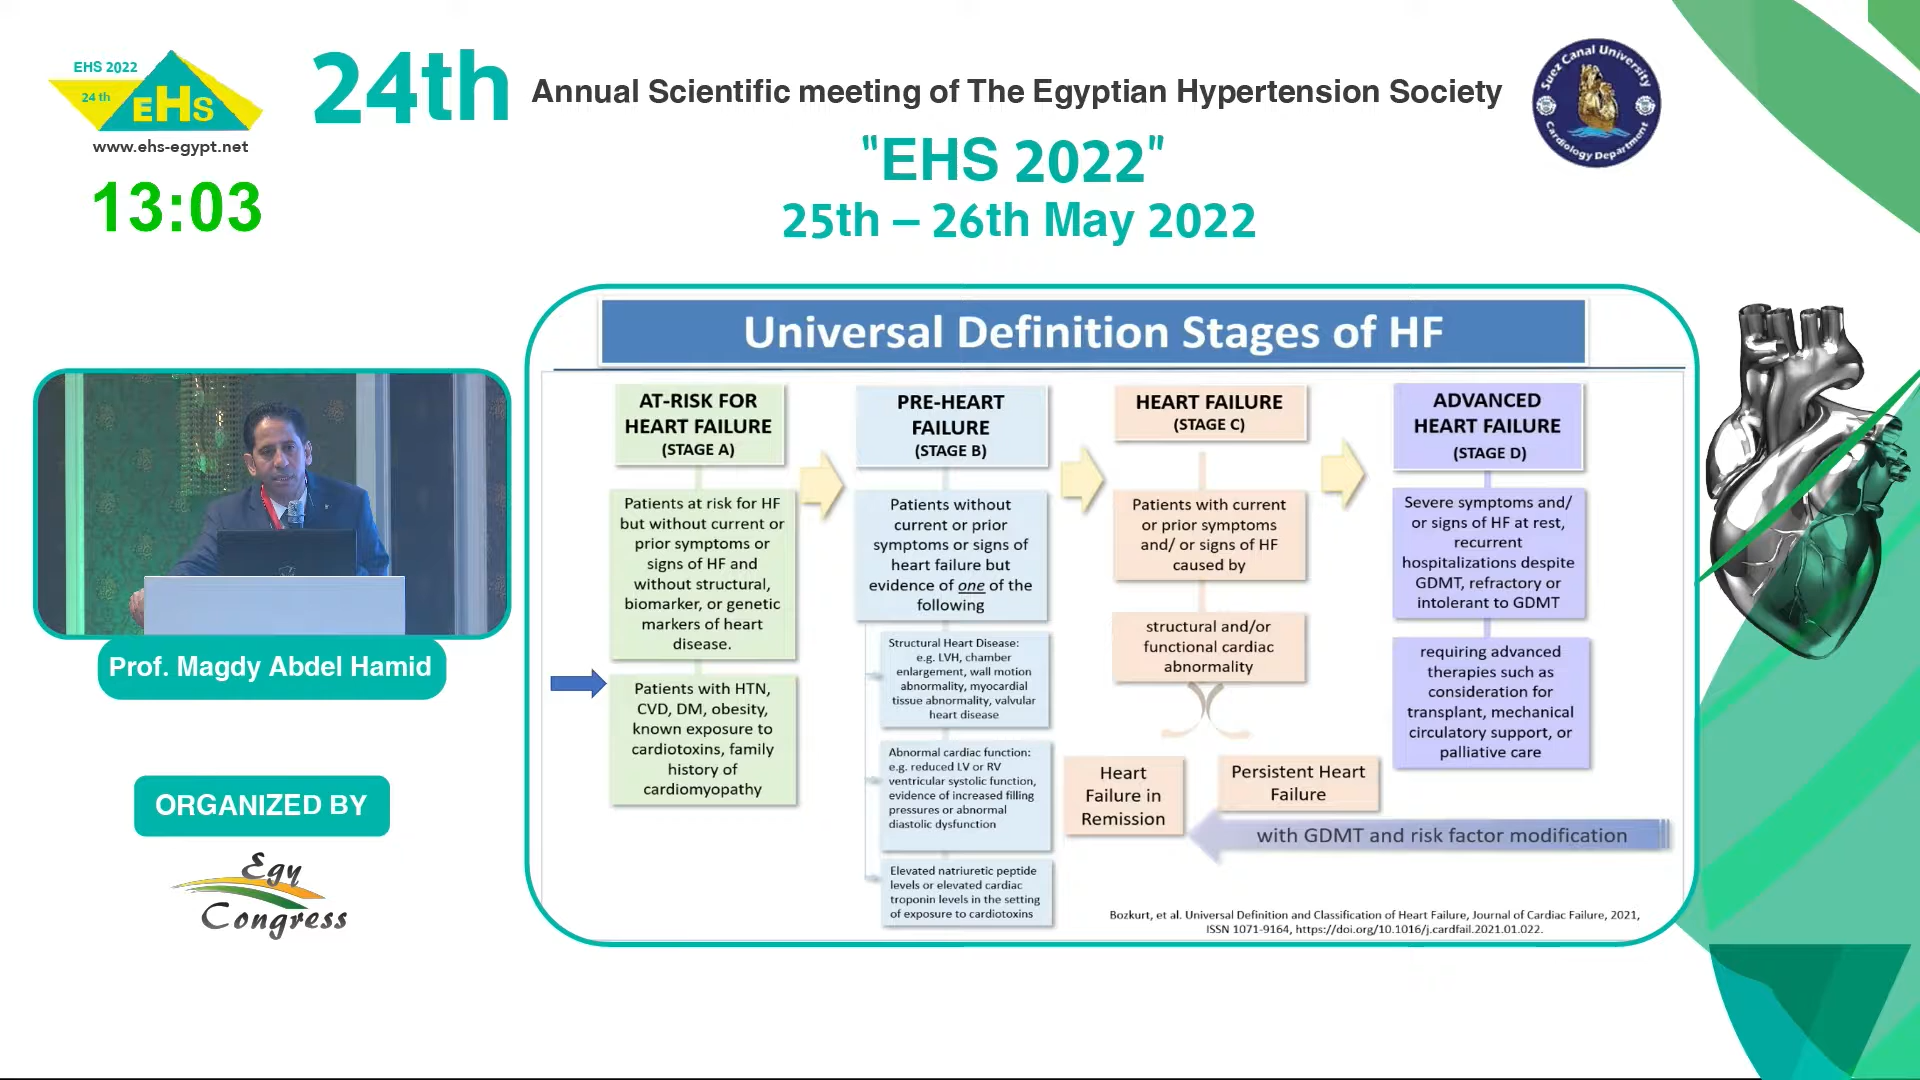 EHS 2022
24 th
EHS
www.ehs-egypt.net
13:03
24th Annual Scientific meeting of The Egyptian Hypertension Society
"EHS 2022"
25th – 26th May 2022
Suez Canal University
Cardiology Department
Prof. Magdy Abdel Hamid
ORGANIZED BY
Egy
Congress
Universal Definition Stages of HF
AT-RISK FOR
HEART FAILURE
(STAGE A)
Patients at risk for HF
but without current or
prior symptoms or
signs of HF and
without structural,
biomarker, or genetic
markers of heart
disease.
Patients with HTN,
CVD, DM, obesity,
known exposure to
cardiotoxins, family
history of
cardiomyopathy
PRE-HEART
FAILURE
(STAGE B)
Patients without
current or prior
symptoms or signs of
heart failure but
evidence of one of the
following
Structural Heart Disease:
e.g. LVH, chamber
enlargement, wall motion
abnormality, myocardial
tissue abnormality, valvular
heart disease
Abnormal cardiac function:
e.g. reduced LV or RV
ventricular systolic function,
evidence of increased filling
pressures or abnormal
diastolic dysfunction
Elevated natriuretic peptide
levels or elevated cardiac
troponin levels in the setting
of exposure to cardiotoxins
HEART FAILURE
(STAGE C)
Patients with current
or prior symptoms
and/ or signs of HF
caused by
structural and/or
functional cardiac
abnormality
Heart
Failure in
Remission
Persistent Heart
Failure
ADVANCED
HEART FAILURE
(STAGE D)
Severe symptoms and/
or signs of HF at rest,
recurrent
hospitalizations despite
GDMT, refractory or
intolerant to GDMT
requiring advanced
therapies such as
consideration for
transplant, mechanical
circulatory support, or
palliative care
with GDMT and risk factor modification
Bozkurt, et al. Universal Definition and Classification of Heart Failure, Journal of Cardiac Failure, 2021,
ISSN 1071-9164, https://doi.org/10.1016/j.cardfail.2021.01.022.